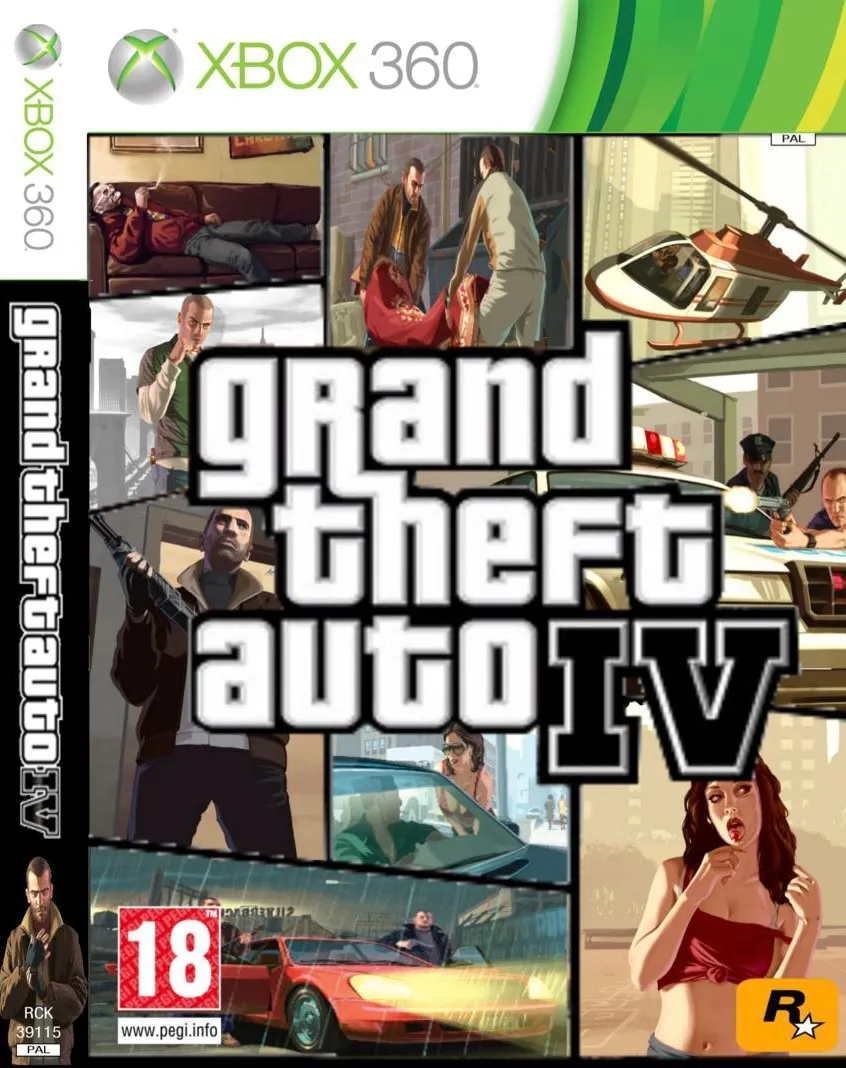 XBOX 360
XBOX 360.
PAL
grand
theft
auto IV
grand theft auto IV
18
TM
www.pegi.info
R
RCK
39115
PAL